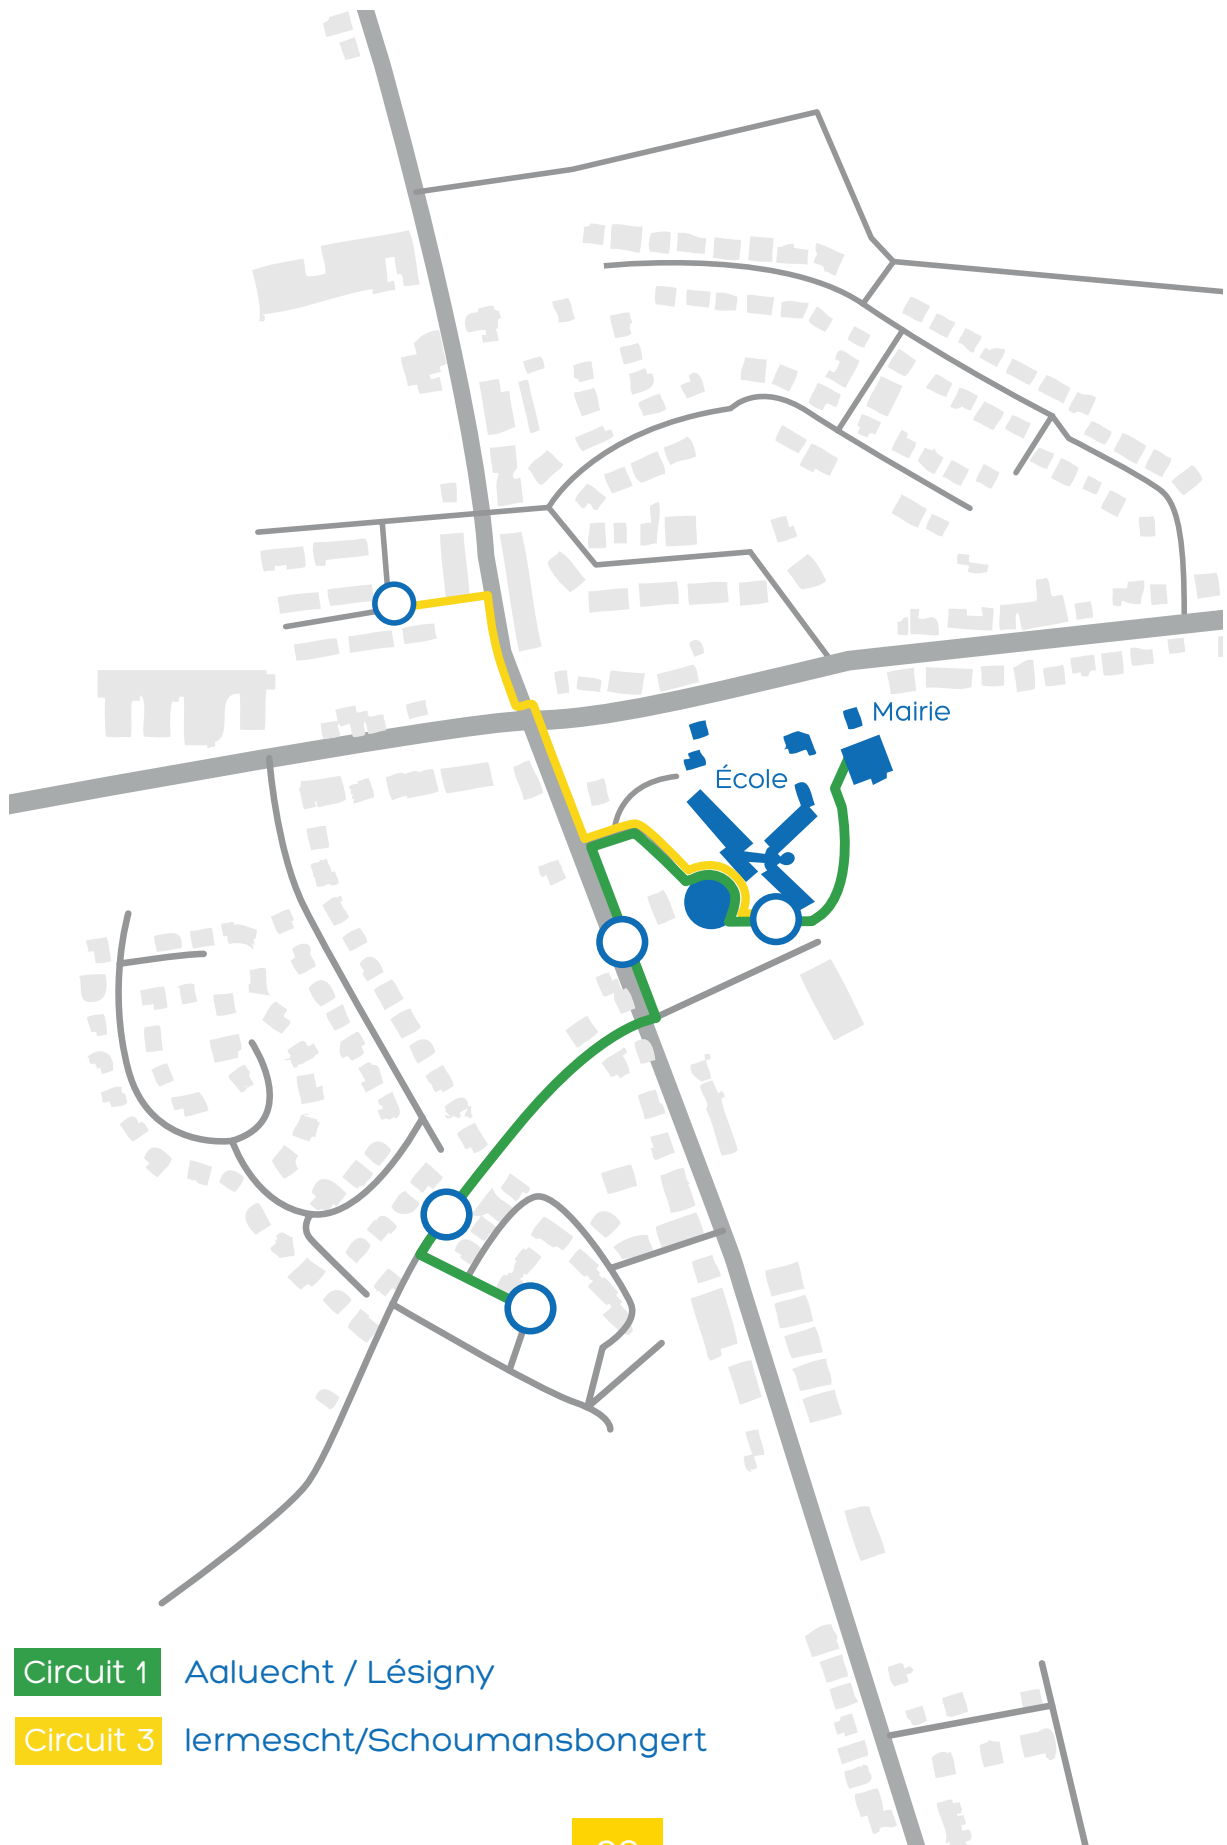 Mairie
École
Circuit 1 Aaluecht / Lésigny
Circuit 3 Iermescht/Schoumansbongert